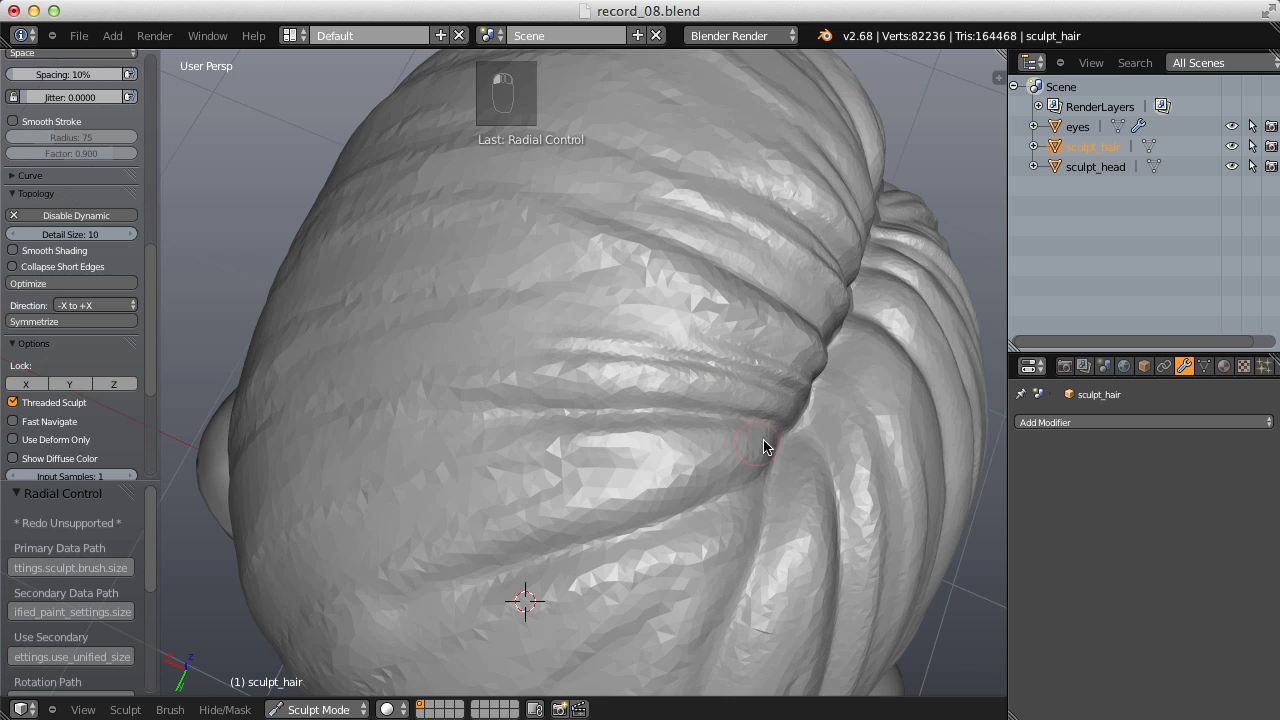 record_08.blend
File Add Render Window Help Default Scene Blender Render v2.68 | Verts:82236 | Tris:164468 | sculpt_hair
Space
Spacing: 10%
Jitter: 0.0000
Smooth Stroke
Radius: 75
Factor: 0.900
Curve
Topology
Disable Dynamic
Detail Size: 10
Smooth Shading
Collapse Short Edges
Optimize
Direction: -X to +X
Symmetrize
Options
Lock:
X Y Z
Threaded Sculpt
Fast Navigate
Use Deform Only
Show Diffuse Color
Input Samples: 1
Radial Control
* Redo Unsupported *
Primary Data Path
ttings.sculpt.brush.size
Secondary Data Path
ified_paint_settings.size
Use Secondary
ettings.use_unified_size
Rotation Path
User Persp
Last: Radial Control
(1) sculpt_hair
View Sculpt Brush Hide/Mask Sculpt Mode
View Search All Scenes
Scene
RenderLayers
eyes
sculpt_hair
sculpt_head
sculpt_hair
Add Modifier